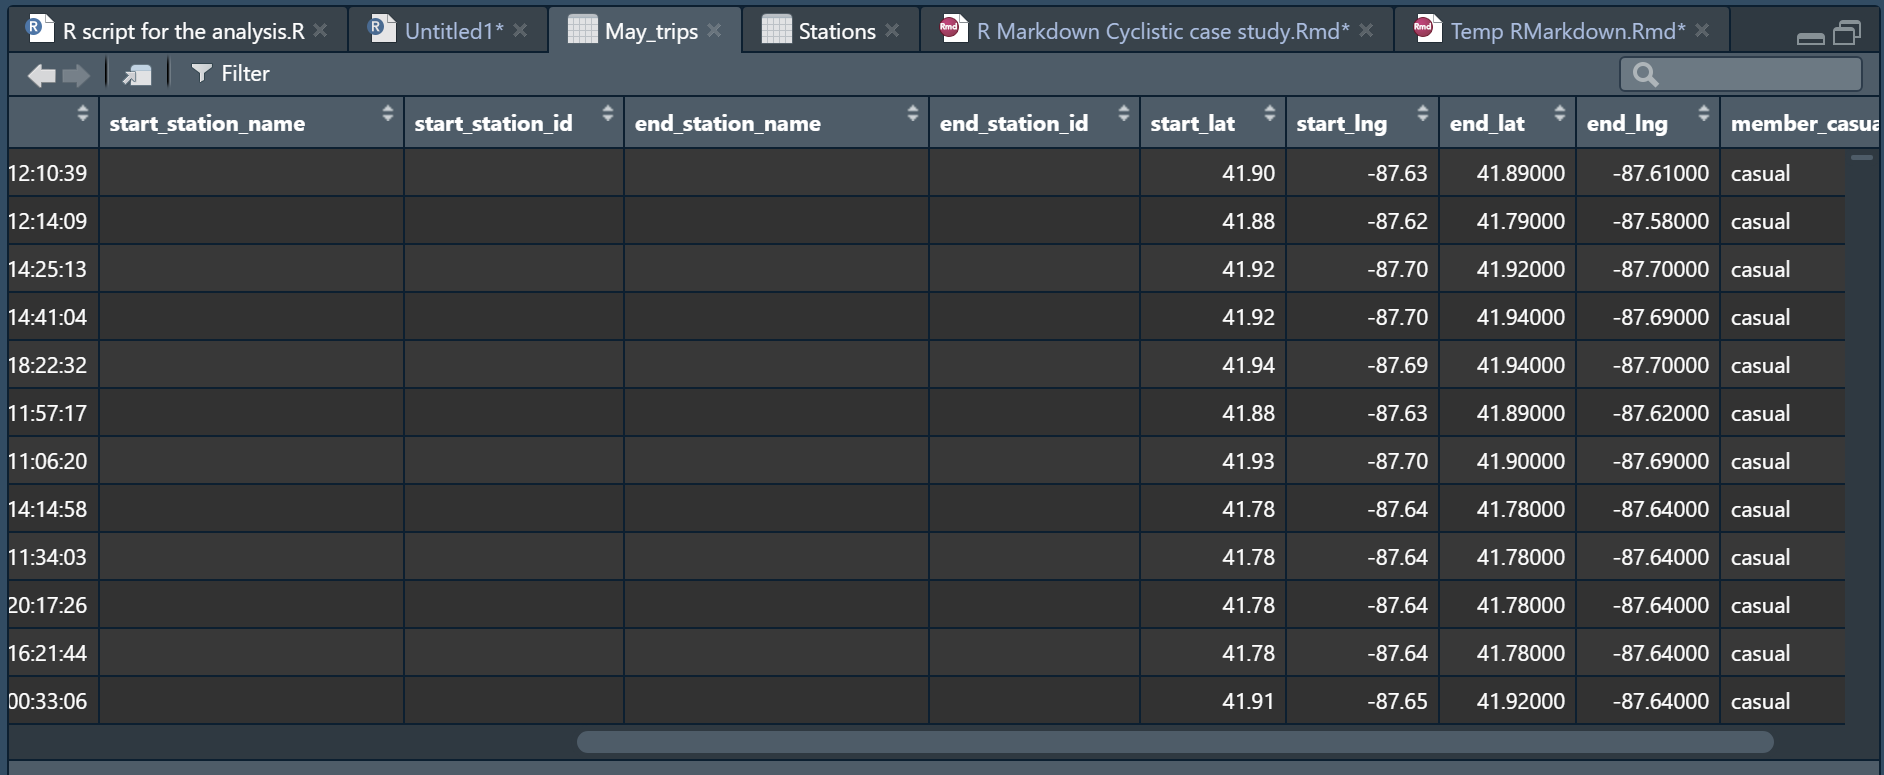 R script for the analysis.R Untitled1* May_trips Stations R Markdown Cyclistic case study.Rmd* Temp RMarkdown.Rmd*
Filter
start_station_name start_station_id end_station_name end_station_id start_lat start_lng end_lat end_lng member_casua
12:10:39 41.90 -87.63 41.89000 -87.61000 casual
12:14:09 41.88 -87.62 41.79000 -87.58000 casual
14:25:13 41.92 -87.70 41.92000 -87.70000 casual
14:41:04 41.92 -87.70 41.94000 -87.69000 casual
18:22:32 41.94 -87.69 41.94000 -87.70000 casual
11:57:17 41.88 -87.63 41.89000 -87.62000 casual
11:06:20 41.93 -87.70 41.90000 -87.69000 casual
14:14:58 41.78 -87.64 41.78000 -87.64000 casual
11:34:03 41.78 -87.64 41.78000 -87.64000 casual
20:17:26 41.78 -87.64 41.78000 -87.64000 casual
16:21:44 41.78 -87.64 41.78000 -87.64000 casual
00:33:06 41.91 -87.65 41.92000 -87.64000 casual